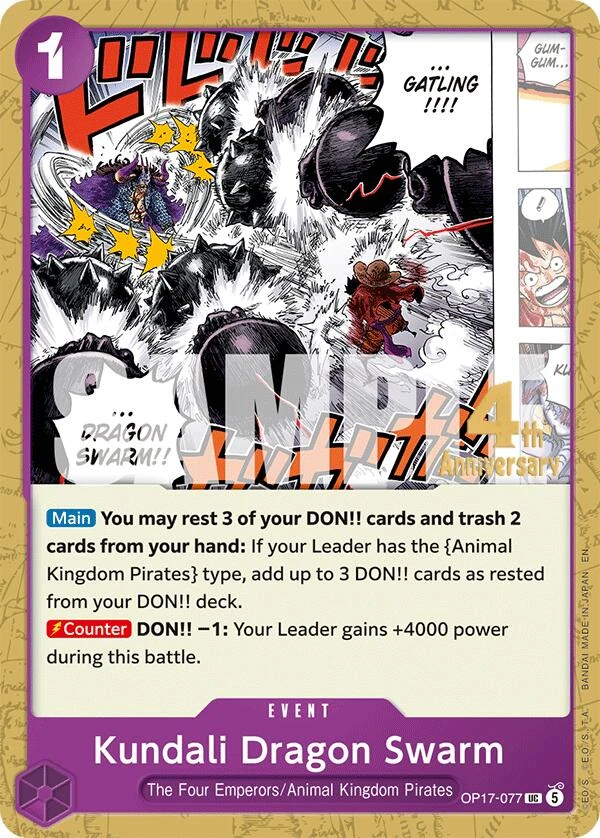 1
...
GATLING
!!!!
GUM-
GUM...
!
KU
...
DRAGON
SWARM!!
SAMPLE
4th
Anniversary
Main You may rest 3 of your DON!! cards and trash 2
cards from your hand: If your Leader has the {Animal
Kingdom Pirates} type, add up to 3 DON!! cards as rested
from your DON!! deck.
Counter DON!! −1: Your Leader gains +4000 power
during this battle.
EVENT
Kundali Dragon Swarm
The Four Emperors/Animal Kingdom Pirates
OP17-077 UC 5
©E.O./S., ©E.O./S.,T.A. BANDAI MADE IN JAPAN EN